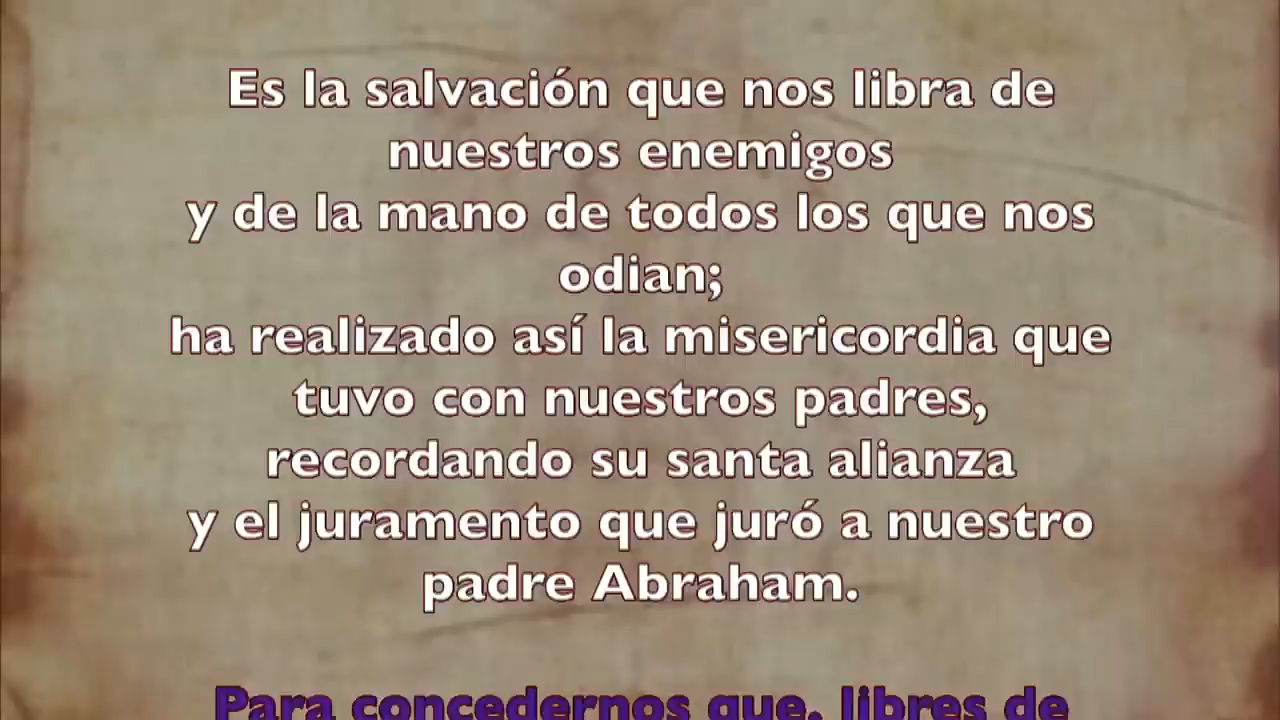 Es la salvación que nos libra de
nuestros enemigos
y de la mano de todos los que nos
odian;
ha realizado así la misericordia que
tuvo con nuestros padres,
recordando su santa alianza
y el juramento que juró a nuestro
padre Abraham.
Para concedernos que, libres de